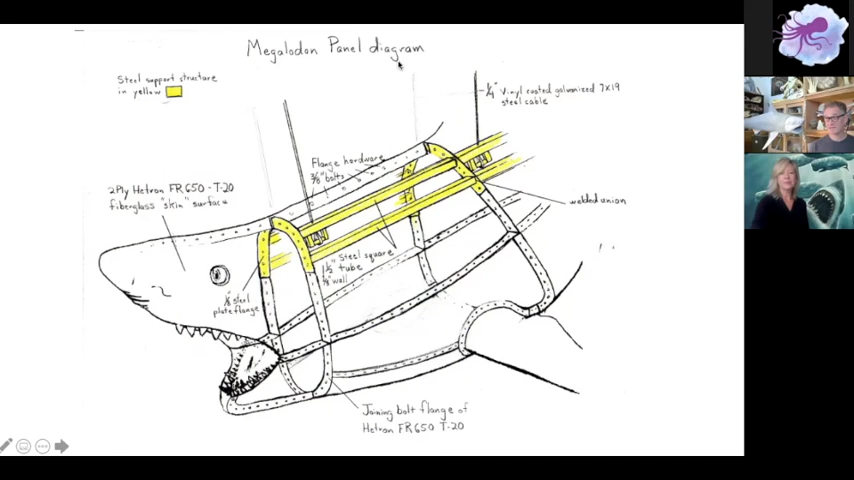 Megalodon Panel diagram
Steel support structure
in yellow
1/4" Vinyl coated galvanized 7x19
steel cable
Flange hardware
3/8" bolts
2Ply Hetron FR650-T-20
fiberglass "skin" surface
welded union
Steel square
1 1/2" tube
1/8" wall
1/8" steel
plate flange
Joining bolt flange of
Hetron FR650 T-20